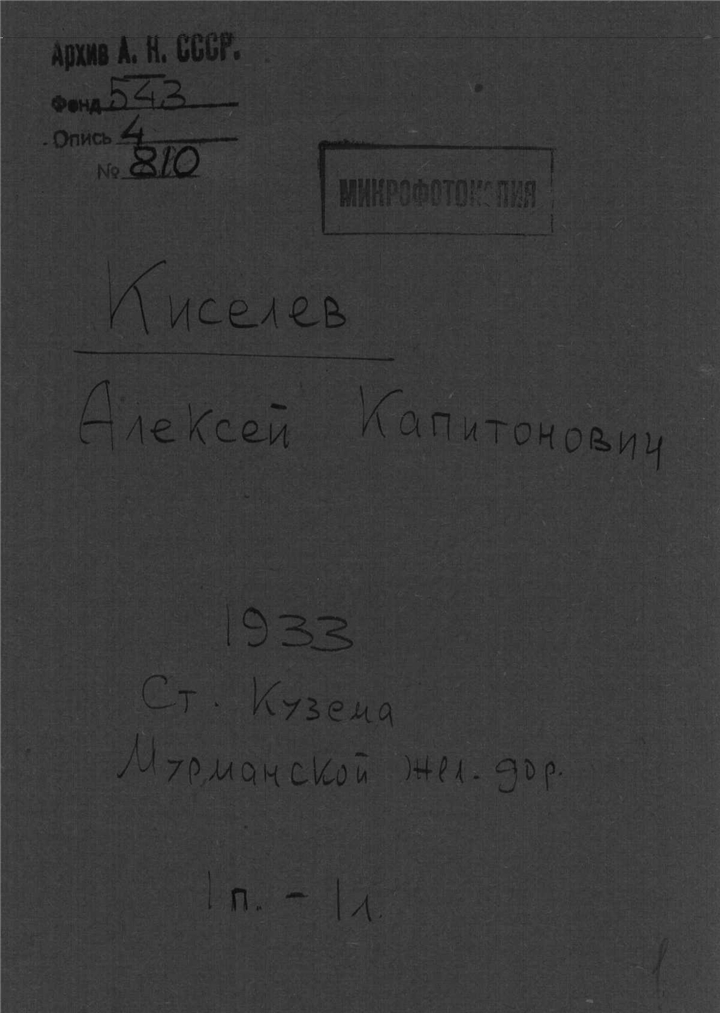 Архив А. Н. СССР.
Фонд 543
Опись 4
№ 810
МИКРОФОТОКОПИЯ
Киселев
Алексей Капитонович
1933
Ст. Кузема
Мурманской жел. дор.
1 п. - 1 л.
1